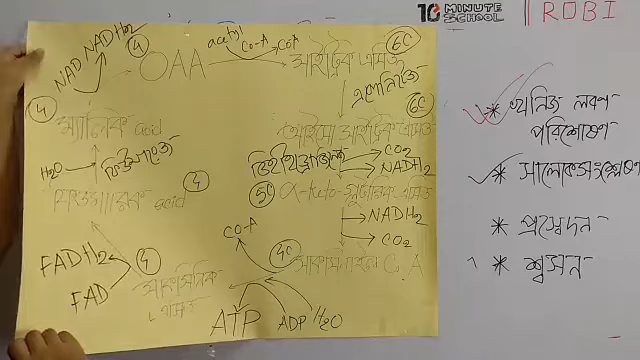 10 MINUTE SCHOOL
ROBI
NAD NADH2
4
OAA
acetyl
Co-A
CoA
সাইট্রিক এসিড
6C
4
ম্যালিক acid
6C
আইসো সাইট্রিক এসিড
H2O
ফিউমারেজ
CO2
NADH2
4
ফিউমারিক acid
5C
α-keto-গ্লুটারিক এসিড
CO-A
NADH2
CO2
FADH2
FAD
4
সাকসিনিক
এসিড
4C
সাকসিনাইল Co A
ATP
ADP
H2O
* খনিজ লবণ
পরিশোষণ
* সালোকসংশ্লেষণ
* প্রস্বেদন
* শ্বসন